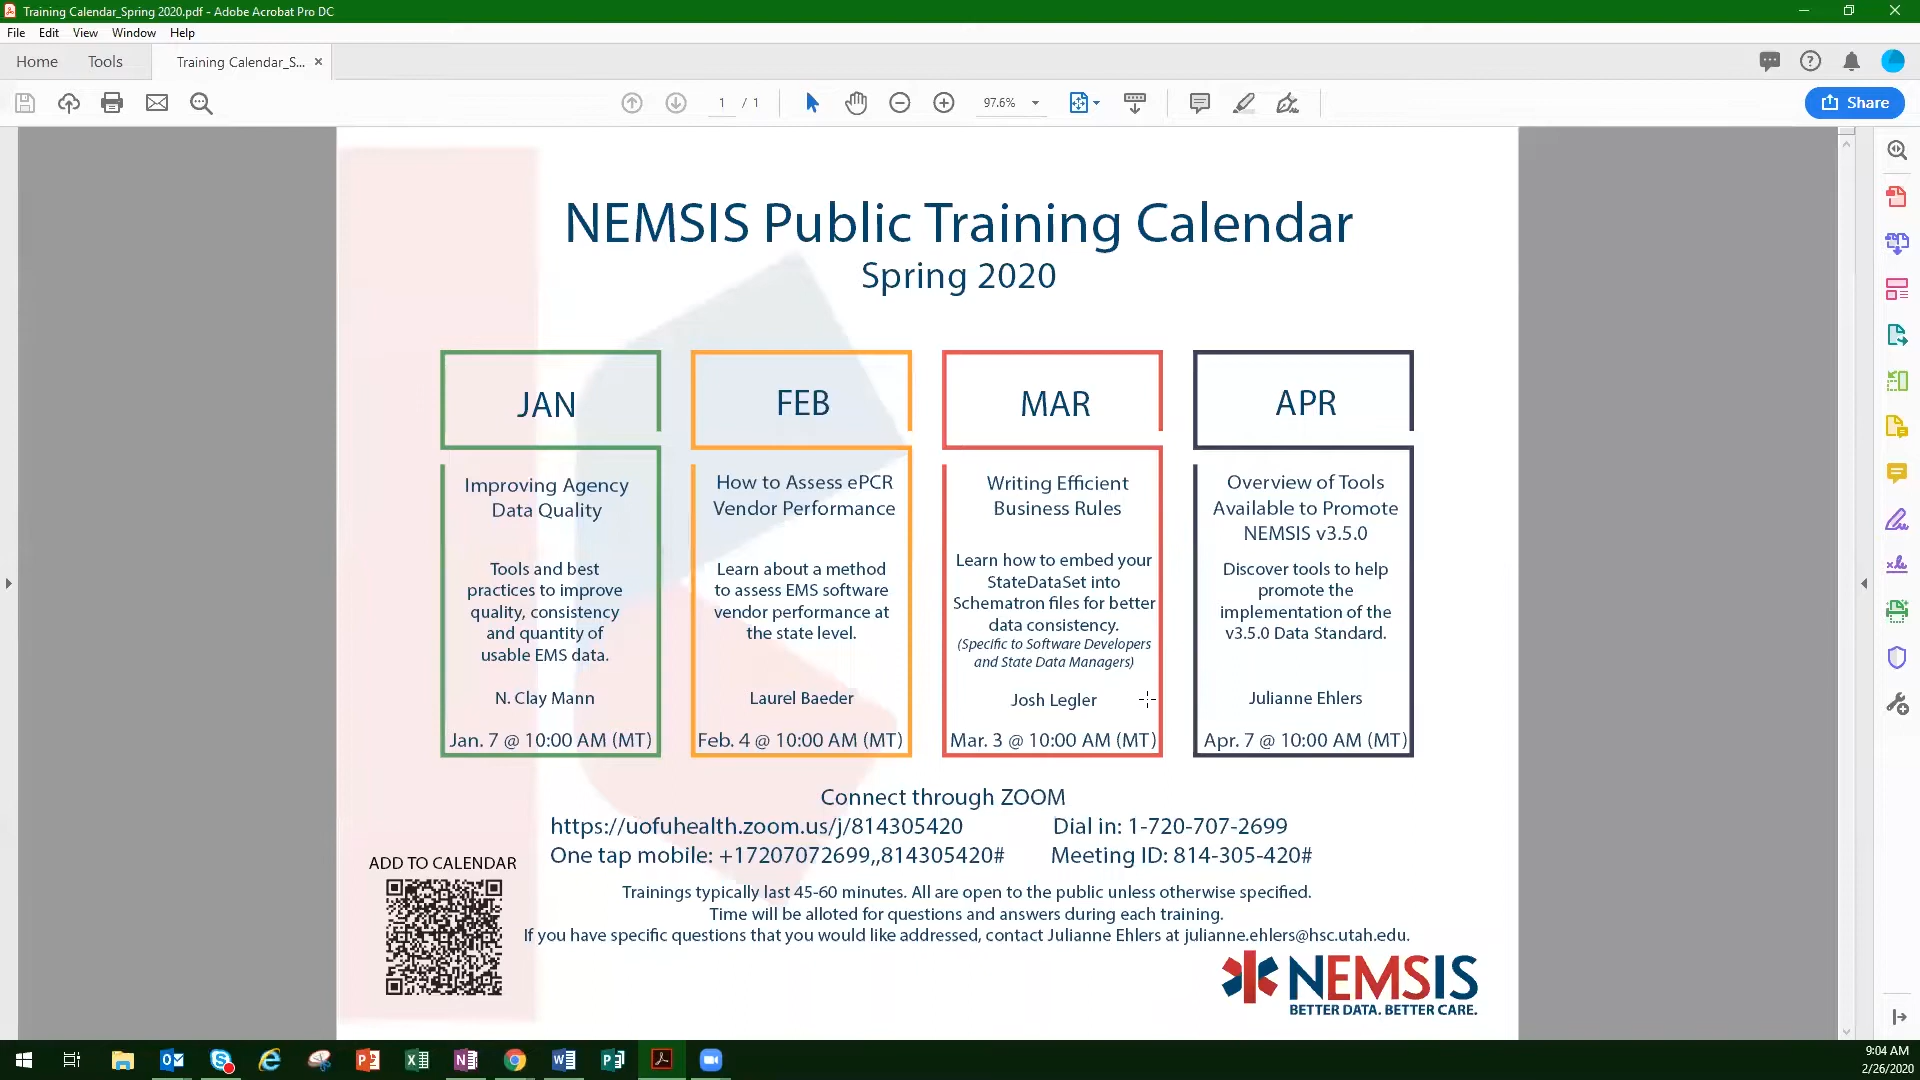 Training Calendar_Spring 2020.pdf - Adobe Acrobat Pro DC
File Edit View Window Help
Home Tools Training Calendar_S... ×
1 / 1 97.6% Share
NEMSIS Public Training Calendar
Spring 2020
JAN
Improving Agency
Data Quality
Tools and best
practices to improve
quality, consistency
and quantity of
usable EMS data.
N. Clay Mann
Jan. 7 @ 10:00 AM (MT)
FEB
How to Assess ePCR
Vendor Performance
Learn about a method
to assess EMS software
vendor performance at
the state level.
Laurel Baeder
Feb. 4 @ 10:00 AM (MT)
MAR
Writing Efficient
Business Rules
Learn how to embed your
StateDataSet into
Schematron files for better
data consistency.
(Specific to Software Developers
and State Data Managers)
Josh Legler
Mar. 3 @ 10:00 AM (MT)
APR
Overview of Tools
Available to Promote
NEMSIS v3.5.0
Discover tools to help
promote the
implementation of the
v3.5.0 Data Standard.
Julianne Ehlers
Apr. 7 @ 10:00 AM (MT)
Connect through ZOOM
https://uofuhealth.zoom.us/j/814305420 Dial in: 1-720-707-2699
One tap mobile: +17207072699,,814305420# Meeting ID: 814-305-420#
ADD TO CALENDAR
Trainings typically last 45-60 minutes. All are open to the public unless otherwise specified.
Time will be alloted for questions and answers during each training.
If you have specific questions that you would like addressed, contact Julianne Ehlers at julianne.ehlers@hsc.utah.edu.
NEMSIS
BETTER DATA. BETTER CARE.
9:04 AM
2/26/2020